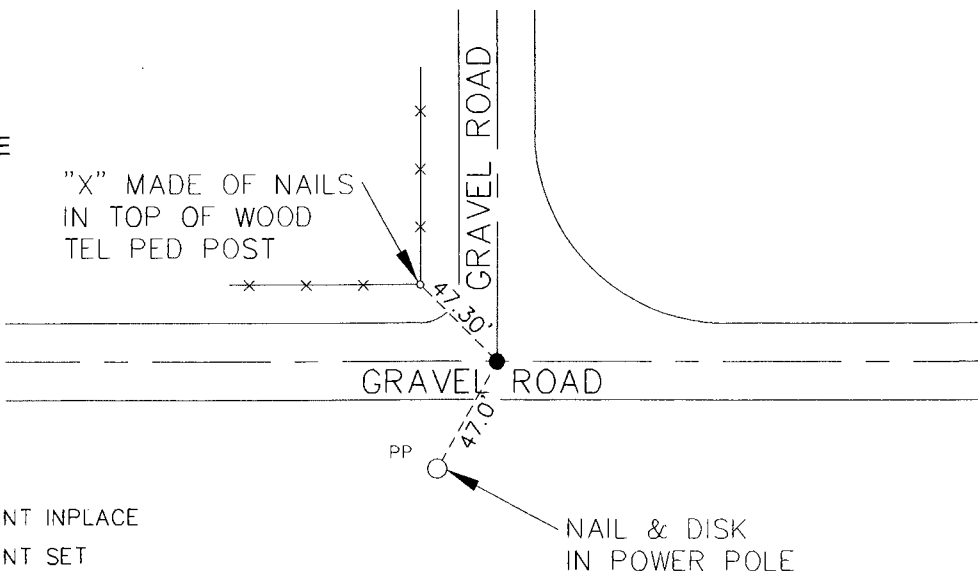 E
"X" MADE OF NAILS
IN TOP OF WOOD
TEL PED POST
GRAVEL ROAD
47.30'
GRAVEL ROAD
47.0'
PP
NT INPLACE
NT SET
NAIL & DISK
IN POWER POLE